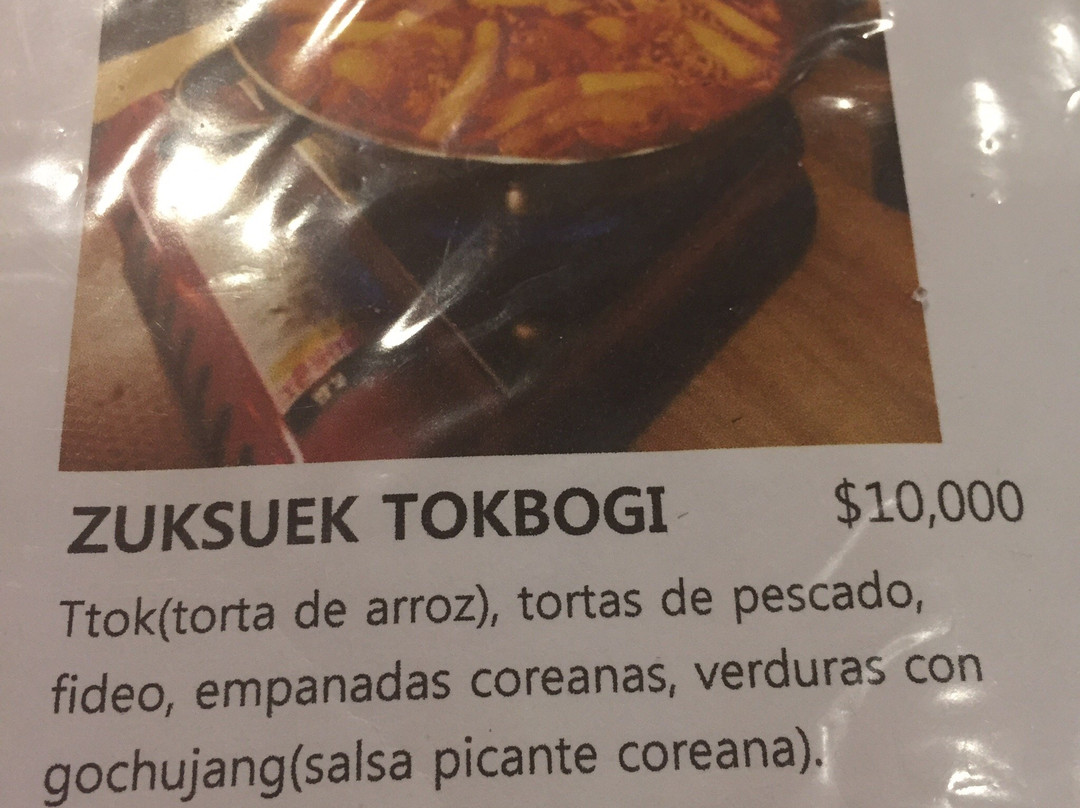 ZUKSUEK TOKBOGI $10,000
Ttok(torta de arroz), tortas de pescado,
fideo, empanadas coreanas, verduras con
gochujang(salsa picante coreana).